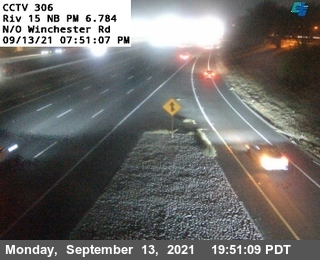 CCTV 306
Riv 15 NB PM 6.784
N/O Winchester Rd
09/13/21 07:51:07 PM
Monday, September 13, 2021 19:51:09 PDT